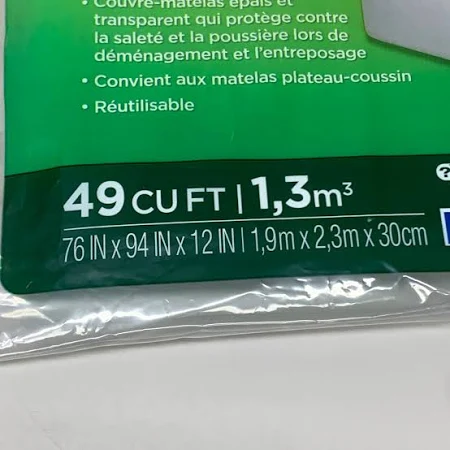 • Couvre-matelas épais et
transparent qui protège contre
la saleté et la poussière lors de
déménagement et l'entreposage
• Convient aux matelas plateau-coussin
• Réutilisable
49 CU FT | 1,3m³
76 IN x 94 IN x 12 IN | 1,9m x 2,3m x 30cm
?